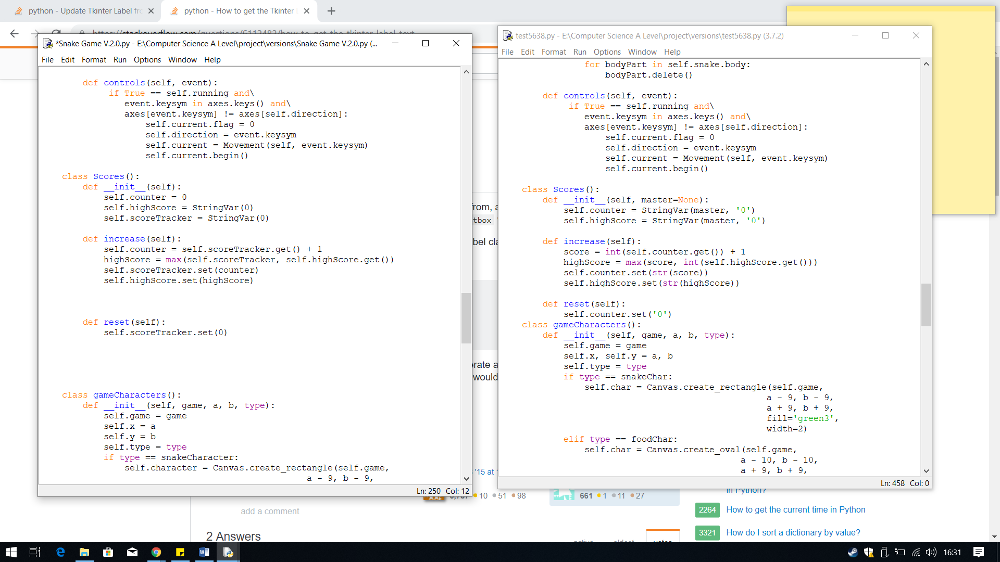 python - Update Tkinter Label fro
python - How to get the Tkinter L
*Snake Game V.2.0.py - E:\Computer Science A Level\project\versions\Snake Game V.2.0.py (...
File Edit Format Run Options Window Help
def controls(self, event):
if True == self.running and\
event.keysym in axes.keys() and\
axes[event.keysym] != axes[self.direction]:
self.current.flag = 0
self.direction = event.keysym
self.current = Movement(self, event.keysym)
self.current.begin()
class Scores():
def __init__(self):
self.counter = 0
self.highScore = StringVar(0)
self.scoreTracker = StringVar(0)
def increase(self):
self.counter = self.scoreTracker.get() + 1
highScore = max(self.scoreTracker, self.highScore.get())
self.scoreTracker.set(counter)
self.highScore.set(highScore)
def reset(self):
self.scoreTracker.set(0)
class gameCharacters():
def __init__(self, game, a, b, type):
self.game = game
self.x = a
self.y = b
self.type = type
if type == snakeCharacter:
self.character = Canvas.create_rectangle(self.game,
a - 9, b - 9,
Ln: 250 Col: 12
test5638.py - E:\Computer Science A Level\project\versions\test5638.py (3.7.2)
File Edit Format Run Options Window Help
for bodyPart in self.snake.body:
bodyPart.delete()
def controls(self, event):
if True == self.running and\
event.keysym in axes.keys() and\
axes[event.keysym] != axes[self.direction]:
self.current.flag = 0
self.direction = event.keysym
self.current = Movement(self, event.keysym)
self.current.begin()
class Scores():
def __init__(self, master=None):
self.counter = StringVar(master, '0')
self.highScore = StringVar(master, '0')
def increase(self):
score = int(self.counter.get()) + 1
highScore = max(score, int(self.highScore.get()))
self.counter.set(str(score))
self.highScore.set(str(highScore))
def reset(self):
self.counter.set('0')
class gameCharacters():
def __init__(self, game, a, b, type):
self.game = game
self.x, self.y = a, b
self.type = type
if type == snakeChar:
self.char = Canvas.create_rectangle(self.game,
a - 9, b - 9,
a + 9, b + 9,
fill='green3',
width=2)
elif type == foodChar:
self.char = Canvas.create_oval(self.game,
a - 10, b - 10,
a + 9, b + 9,
Ln: 458 Col: 0
from, a
tbox
bel cla
erate a
would
'15 at
10 51 98
661 1 11 27
in Python?
add a comment
2264 How to get the current time in Python
3321 How do I sort a dictionary by value?
2 Answers
active oldest votes
16:31